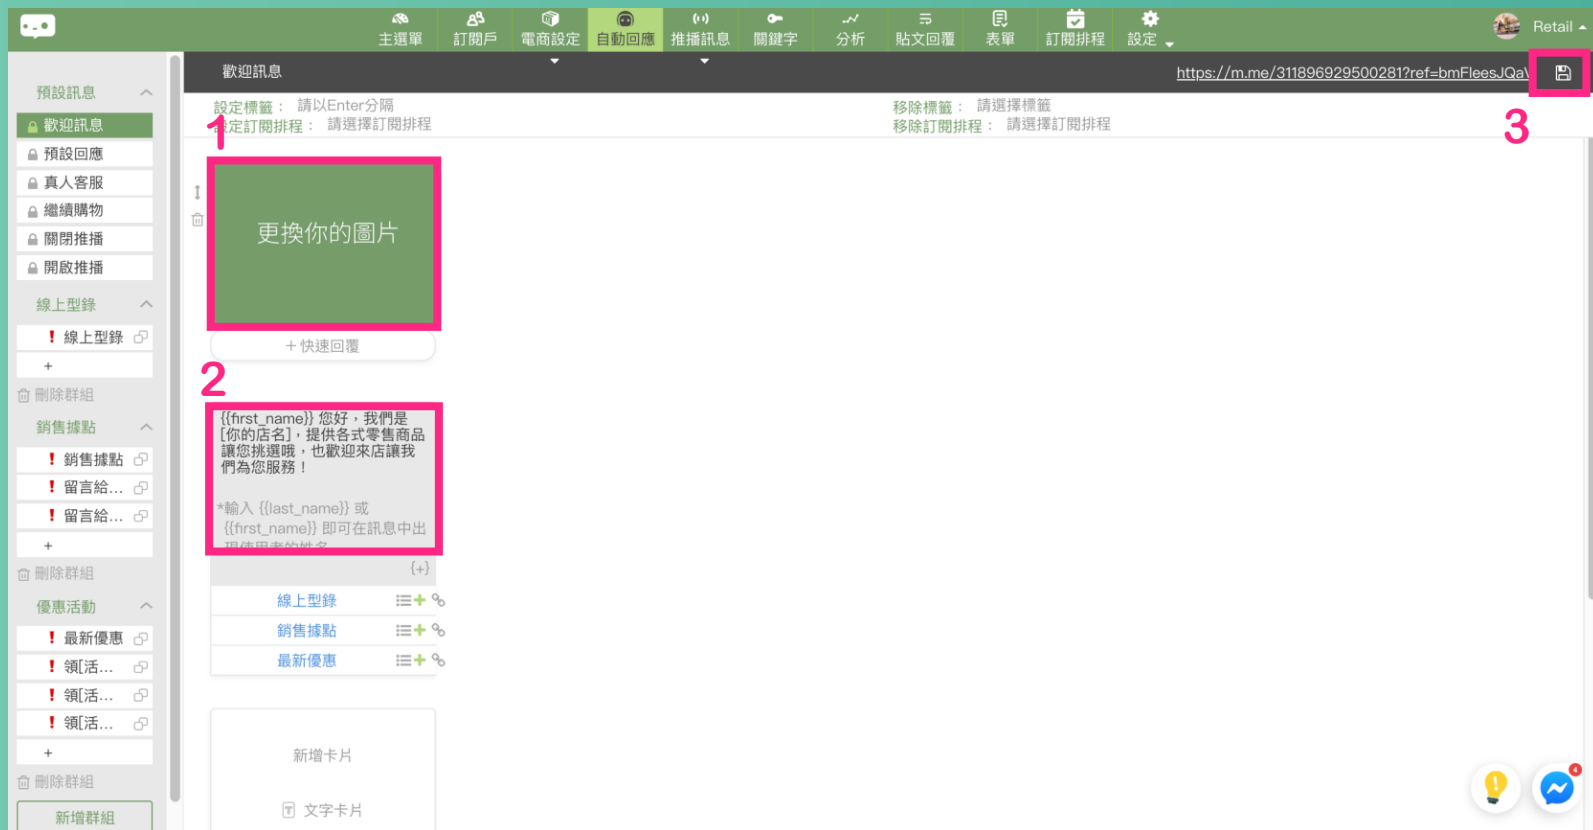 主選單
訂閱戶
電商設定
自動回應
推播訊息
關鍵字
分析
貼文回覆
表單
訂閱排程
設定
Retail
歡迎訊息
https://m.me/311896929500281?ref=bmFleesJQa
設定標籤： 請以Enter分隔
移除標籤： 請選擇標籤
設定訂閱排程： 請選擇訂閱排程
移除訂閱排程： 請選擇訂閱排程
預設訊息
歡迎訊息
預設回應
真人客服
繼續購物
關閉推播
開啟推播
線上型錄
線上型錄
+
刪除群組
銷售據點
銷售據點
留言給...
留言給...
+
刪除群組
優惠活動
最新優惠
領[活...
領[活...
領[活...
+
刪除群組
新增群組
1
更換你的圖片
+快速回覆
2
{{first_name}} 您好，我們是
[你的店名]，提供各式零售商品
讓您挑選哦，也歡迎來店讓我
們為您服務！
*輸入 {{last_name}} 或
{{first_name}} 即可在訊息中出
現使用者的姓名
{+}
線上型錄
銷售據點
最新優惠
新增卡片
文字卡片
3
4